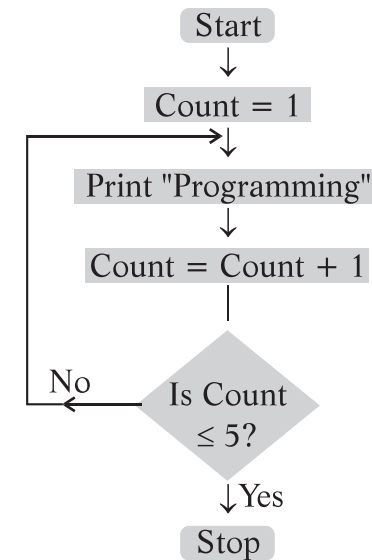 Start
Count = 1
Print "Programming"
Count = Count + 1
Is Count
≤ 5?
No
Yes
Stop